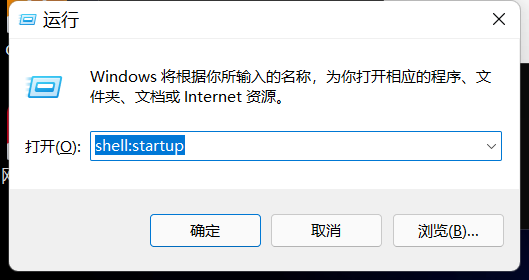 运行
Windows 将根据你所输入的名称，为你打开相应的程序、文
件夹、文档或 Internet 资源。
打开(O): shell:startup
确定 取消 浏览(B)...